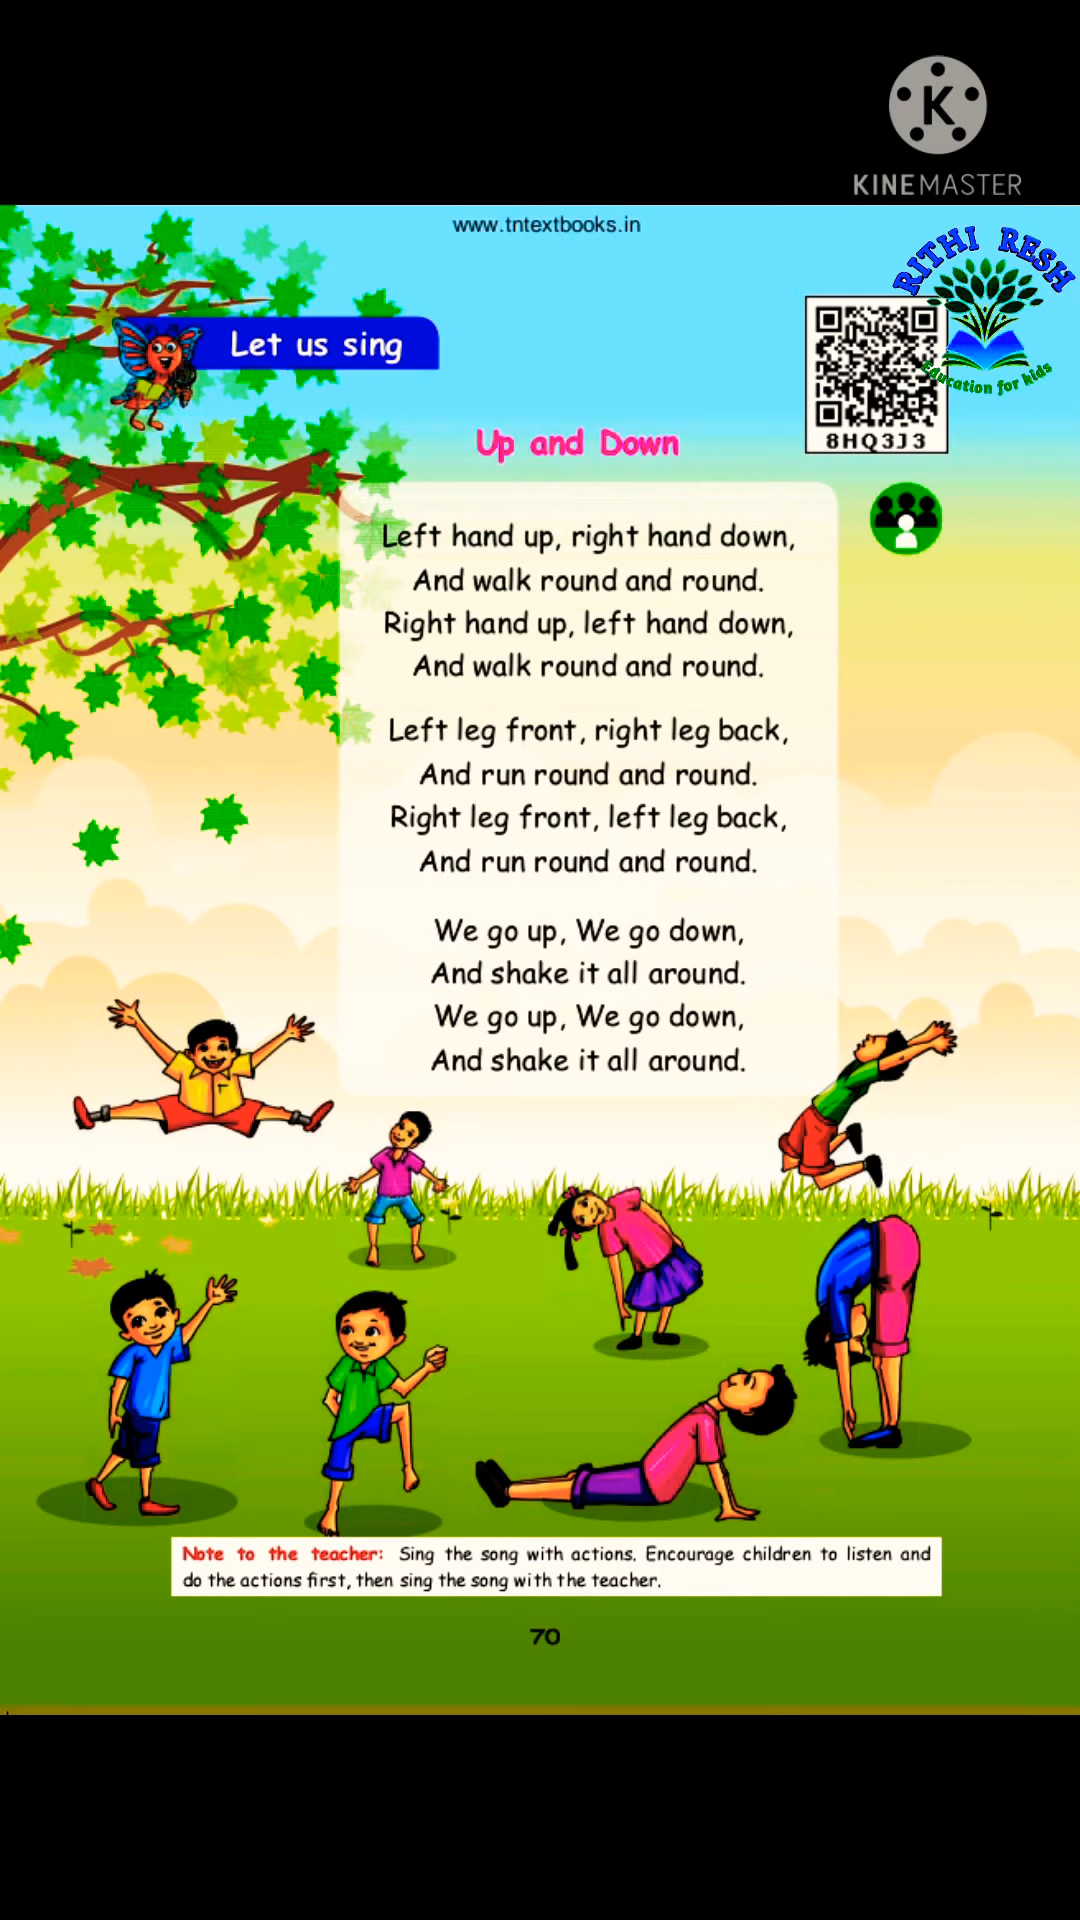 KINEMASTER
www.tntextbooks.in
RITHI RESH
Education for kids
Let us sing
8HQ3J3
Up and Down
Left hand up, right hand down,
And walk round and round.
Right hand up, left hand down,
And walk round and round.
Left leg front, right leg back,
And run round and round.
Right leg front, left leg back,
And run round and round.
We go up, We go down,
And shake it all around.
We go up, We go down,
And shake it all around.
Note to the teacher: Sing the song with actions. Encourage children to listen and
do the actions first, then sing the song with the teacher.
70